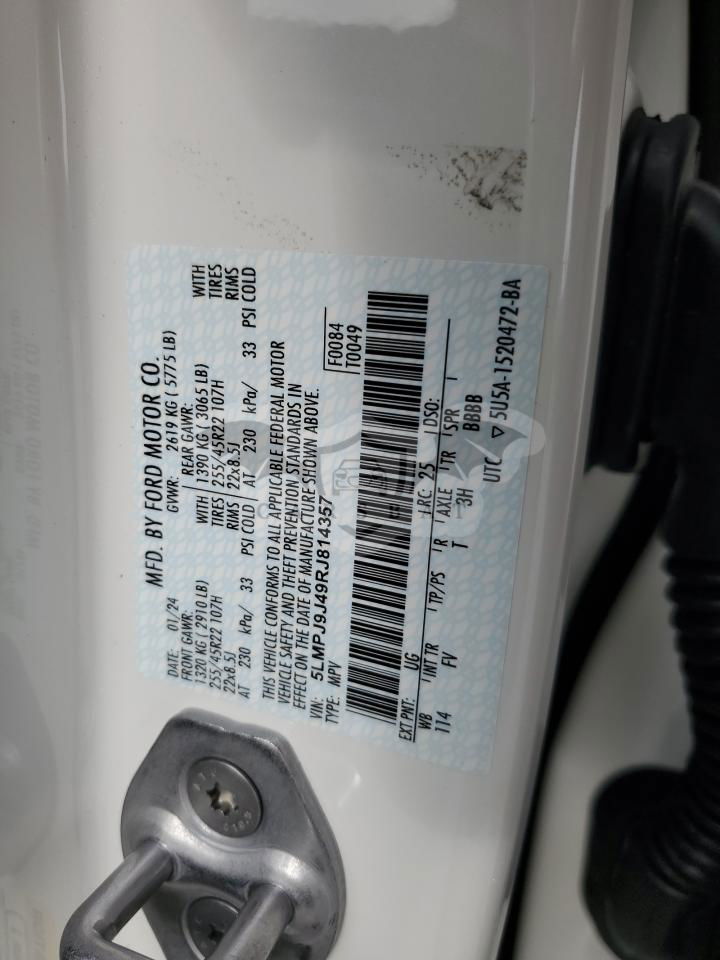 MFD. BY FORD MOTOR CO.
DATE: 01/24 GVWR: 2619 KG ( 5775 LB)
FRONT GAWR: REAR GAWR:
1320 KG ( 2910 LB) WITH 1390 KG ( 3065 LB) WITH
255/45R22 107H TIRES 255/45R22 107H TIRES
22x8.5J RIMS 22x8.5J RIMS
AT 230 kPa/ 33 PSI COLD AT 230 kPa/ 33 PSI COLD
THIS VEHICLE CONFORMS TO ALL APPLICABLE FEDERAL MOTOR
VEHICLE SAFETY AND THEFT PREVENTION STANDARDS IN
EFFECT ON THE DATE OF MANUFACTURE SHOWN ABOVE.
VIN: 5LMPJ9J49RJ814357 F0084
TYPE: MPV T0049
EXT PNT: UG RC: 25 DSO:
WB INT TR TP/PS R AXLE TR SPR
114 FV T 3H BBBB
UTC ▽ 5U5A-1520472-BA